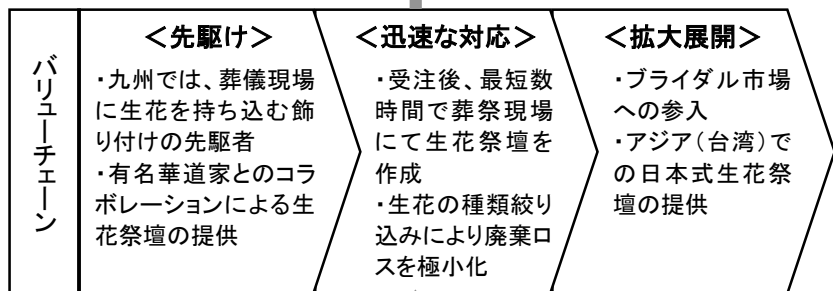 バリューチェーン
<先駆け>
・九州では、葬儀現場
に生花を持ち込む飾
り付けの先駆者
・有名華道家とのコラ
ボレーションによる生
花祭壇の提供
<迅速な対応>
・受注後、最短数
時間で葬祭現場
にて生花祭壇を
作成
・生花の種類絞り
込みにより廃棄ロ
スを極小化
<拡大展開>
・ブライダル市場
への参入
・アジア(台湾)で
の日本式生花祭
壇の提供